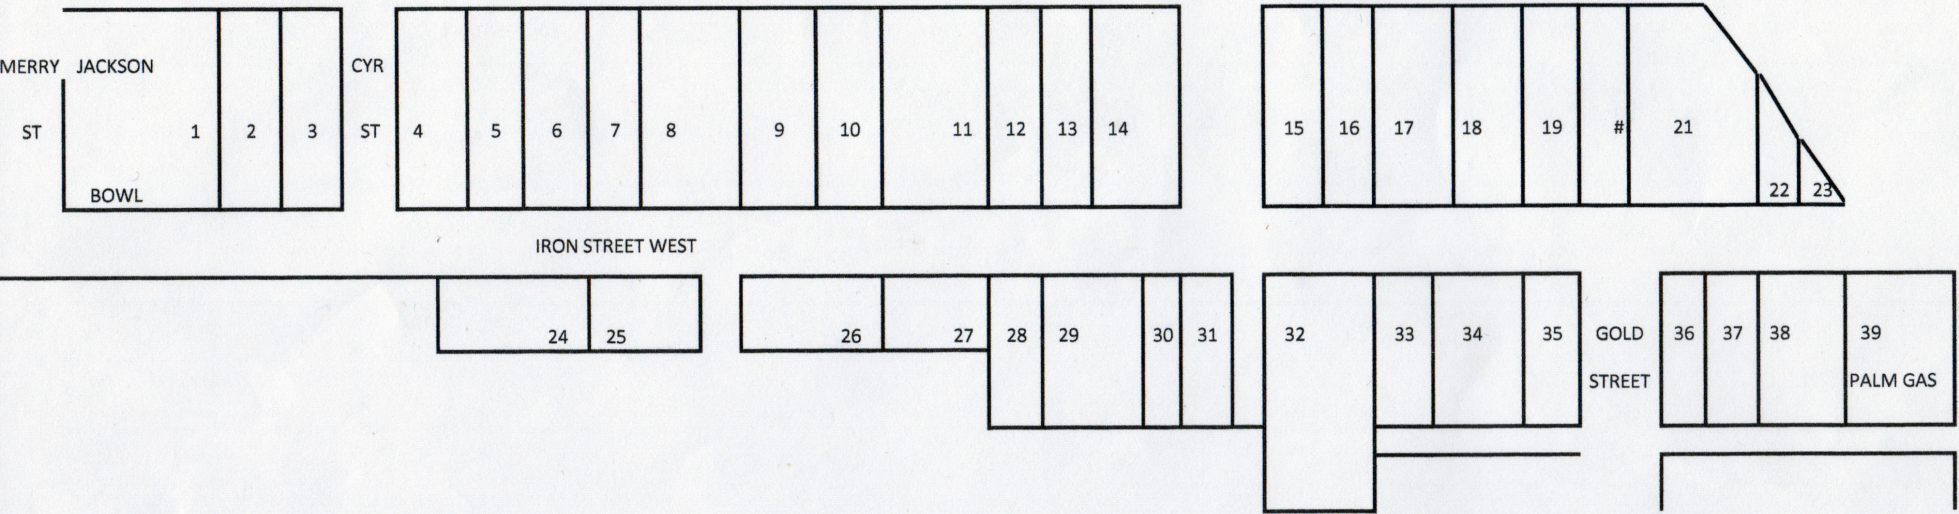 MERRY JACKSON CYR
ST 1 2 3 ST 4 5 6 7 8 9 10 11 12 13 14 15 16 17 18 19 # 21
BOWL 22 23
IRON STREET WEST
24 25 26 27 28 29 30 31 32 33 34 35 GOLD 36 37 38 39
STREET PALM GAS